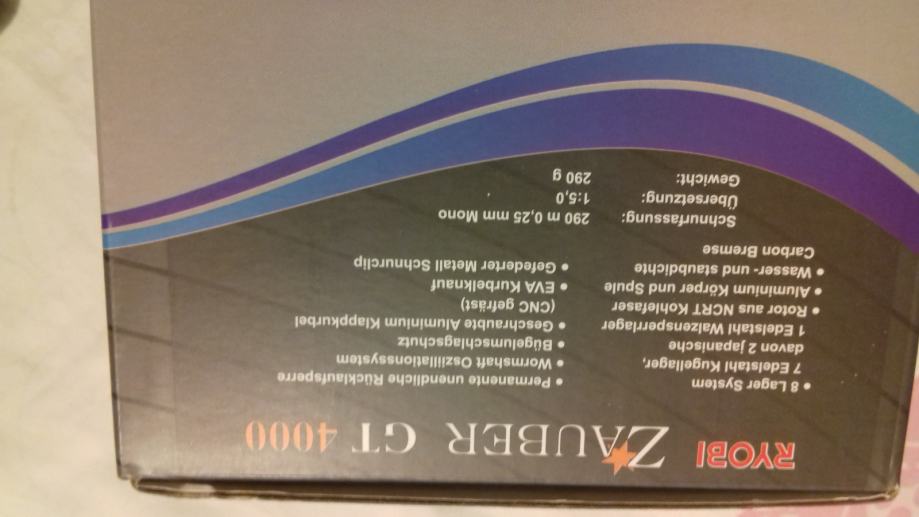 RYOBI ZAUBER GT 4000
• 8 Lager System
7 Edelstahl Kugellager,
davon 2 japanische
1 Edelstahl Walzensperrlager
• Rotor aus NCRT Kohlefaser
• Aluminium Körper und Spule
• Wasser- und staubdichte
Carbon Bremse
• Permanente unendliche Rücklaufsperre
• Wormshaft Oszilliationssystem
• Bügelumschlagschutz
• Geschraubte Aluminium Klappkurbel
(CNC gefräst)
• EVA Kurbelknauf
• Gefederter Metall Schnurclip
Schnurfassung: 290 m 0,25 mm Mono
Übersetzung: 1:5,0
Gewicht: 290 g